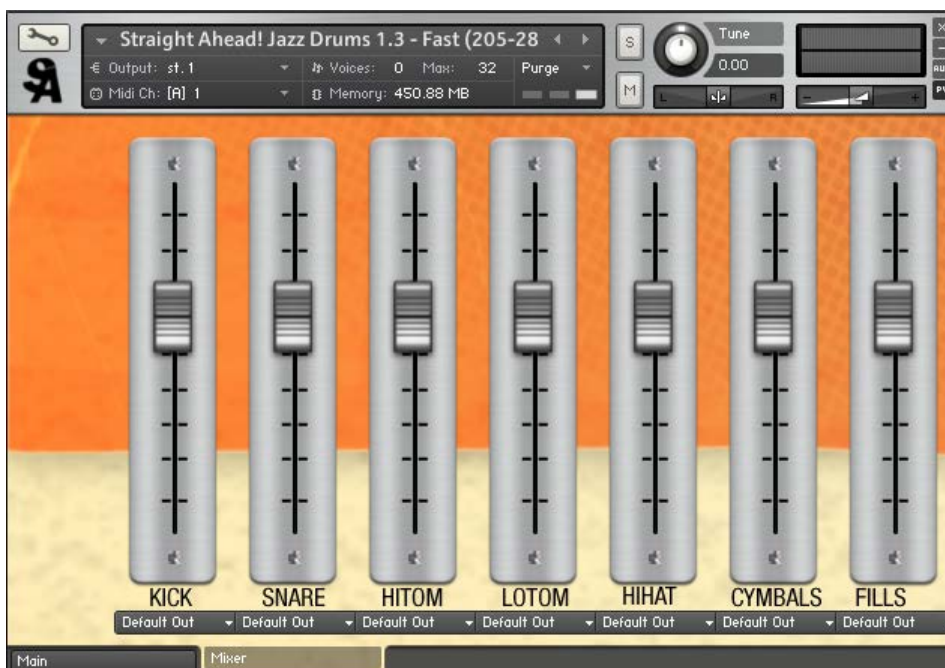 Straight Ahead! Jazz Drums 1.3 - Fast (205-28
S
Tune
Output: st.1
Voices: 0 Max: 32 Purge
0.00
Midi Ch: [A] 1
Memory: 450.88 MB
M
L R
- +
KICK SNARE HITOM LOTOM HIHAT CYMBALS FILLS
Default Out Default Out Default Out Default Out Default Out Default Out Default Out
Main Mixer